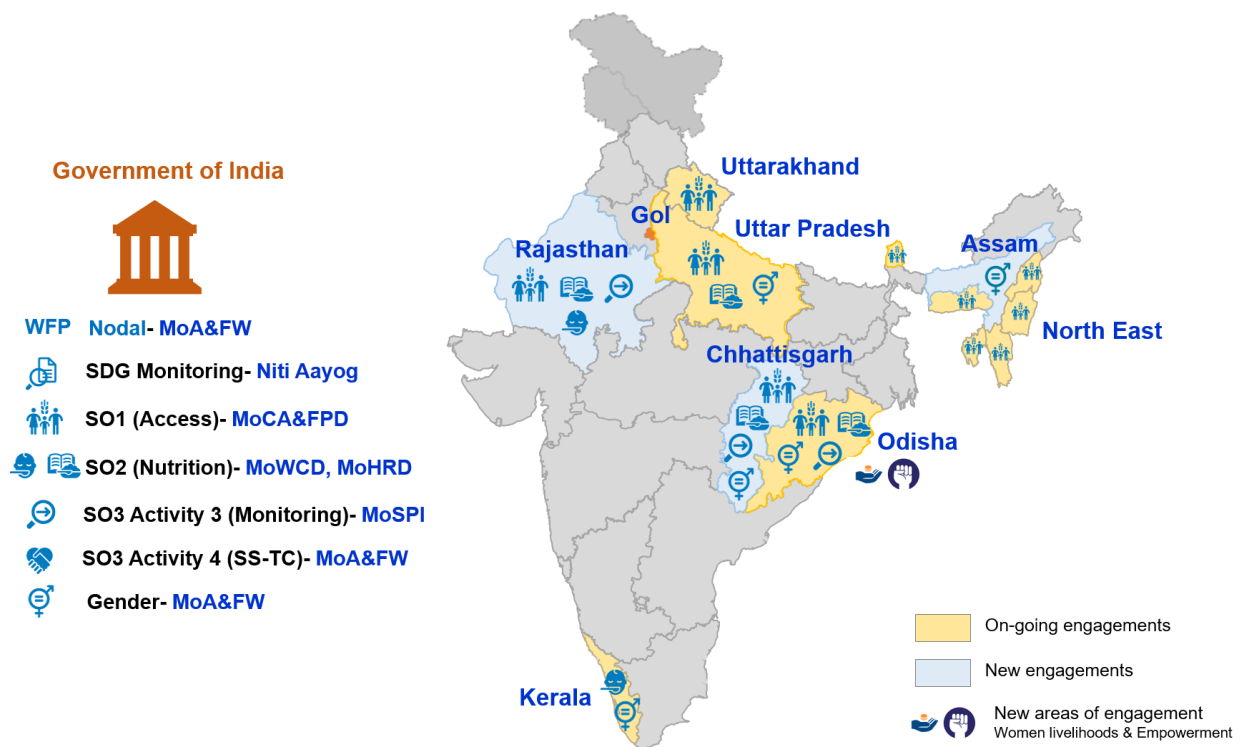 Government of India
WFP Nodal- MoA&FW
SDG Monitoring- Niti Aayog
SO1 (Access)- MoCA&FPD
SO2 (Nutrition)- MoWCD, MoHRD
SO3 Activity 3 (Monitoring)- MoSPI
SO3 Activity 4 (SS-TC)- MoA&FW
Gender- MoA&FW
Uttarakhand
GoI
Uttar Pradesh
Rajasthan
Assam
North East
Chhattisgarh
Odisha
Kerala
On-going engagements
New engagements
New areas of engagement
Women livelihoods & Empowerment